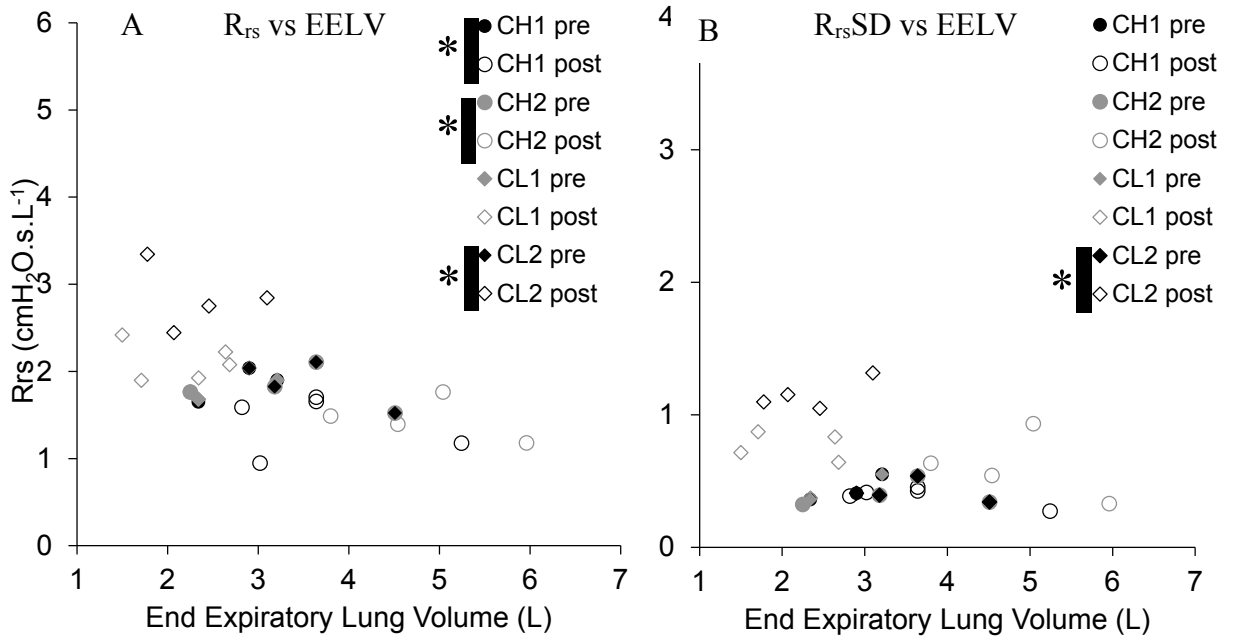 A
R_rs vs EELV
6
5
4
3
2
1
0
Rrs (cmH₂O.s.L⁻¹)
* CH1 pre
CH1 post
* CH2 pre
CH2 post
CL1 pre
CL1 post
* CL2 pre
CL2 post
1 2 3 4 5 6 7
End Expiratory Lung Volume (L)
B
R_rsSD vs EELV
4
3
2
1
0
CH1 pre
CH1 post
CH2 pre
CH2 post
CL1 pre
CL1 post
* CL2 pre
CL2 post
1 2 3 4 5 6 7
End Expiratory Lung Volume (L)